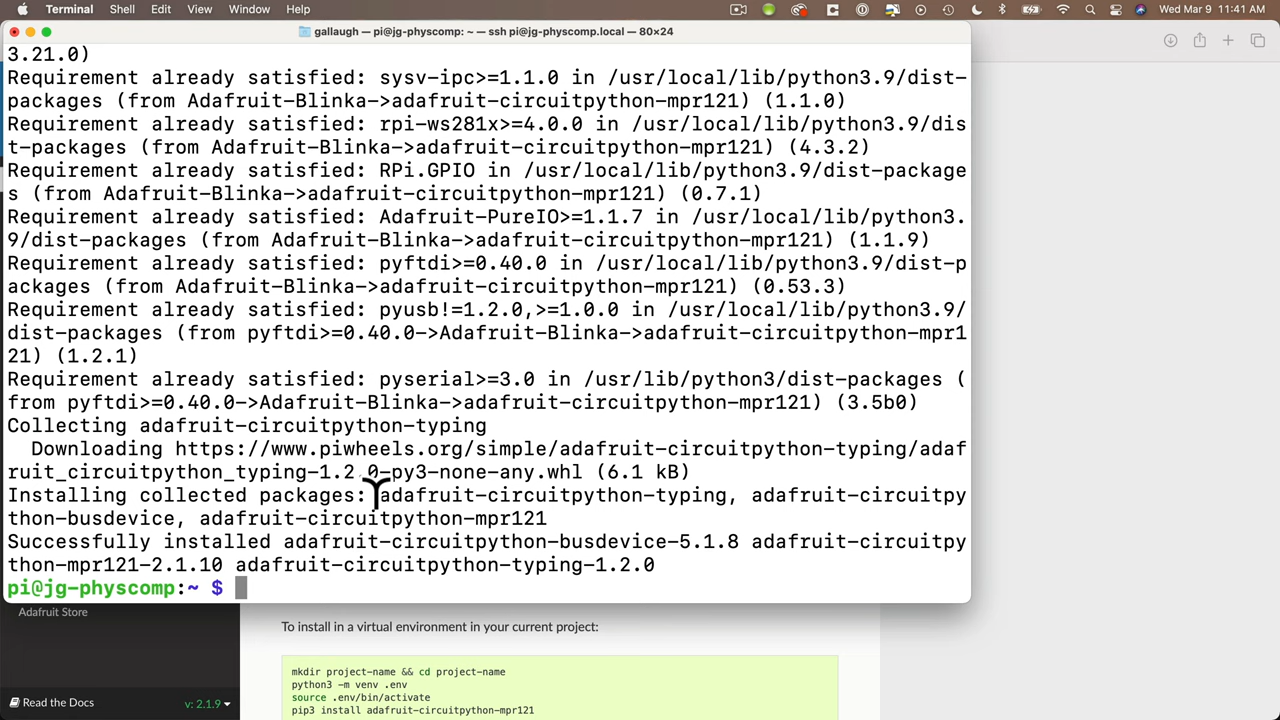 Terminal Shell Edit View Window Help Wed Mar 9 11:41 AM
gallaugh — pi@jg-physcomp: ~ — ssh pi@jg-physcomp.local — 80×24
3.21.0)
Requirement already satisfied: sysv-ipc>=1.1.0 in /usr/local/lib/python3.9/dist-
packages (from Adafruit-Blinka->adafruit-circuitpython-mpr121) (1.1.0)
Requirement already satisfied: rpi-ws281x>=4.0.0 in /usr/local/lib/python3.9/dis
t-packages (from Adafruit-Blinka->adafruit-circuitpython-mpr121) (4.3.2)
Requirement already satisfied: RPi.GPIO in /usr/local/lib/python3.9/dist-package
s (from Adafruit-Blinka->adafruit-circuitpython-mpr121) (0.7.1)
Requirement already satisfied: Adafruit-PureIO>=1.1.7 in /usr/local/lib/python3.
9/dist-packages (from Adafruit-Blinka->adafruit-circuitpython-mpr121) (1.1.9)
Requirement already satisfied: pyftdi>=0.40.0 in /usr/local/lib/python3.9/dist-p
ackages (from Adafruit-Blinka->adafruit-circuitpython-mpr121) (0.53.3)
Requirement already satisfied: pyusb!=1.2.0,>=1.0.0 in /usr/local/lib/python3.9/
dist-packages (from pyftdi>=0.40.0->Adafruit-Blinka->adafruit-circuitpython-mpr1
21) (1.2.1)
Requirement already satisfied: pyserial>=3.0 in /usr/lib/python3/dist-packages (
from pyftdi>=0.40.0->Adafruit-Blinka->adafruit-circuitpython-mpr121) (3.5b0)
Collecting adafruit-circuitpython-typing
Downloading https://www.piwheels.org/simple/adafruit-circuitpython-typing/adaf
ruit_circuitpython_typing-1.2.0-py3-none-any.whl (6.1 kB)
Installing collected packages: adafruit-circuitpython-typing, adafruit-circuitpy
thon-busdevice, adafruit-circuitpython-mpr121
Successfully installed adafruit-circuitpython-busdevice-5.1.8 adafruit-circuitpy
thon-mpr121-2.1.10 adafruit-circuitpython-typing-1.2.0
pi@jg-physcomp:~ $
Adafruit Store
To install in a virtual environment in your current project:
mkdir project-name && cd project-name
python3 -m venv .env
source .env/bin/activate
pip3 install adafruit-circuitpython-mpr121
Read the Docs v: 2.1.9